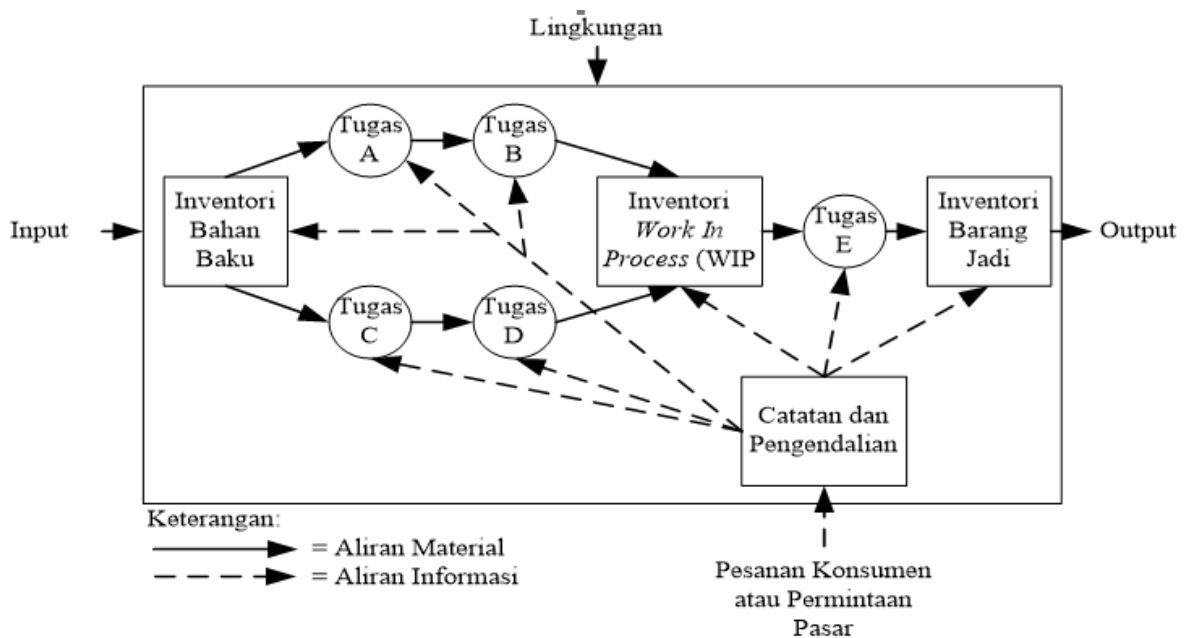 Lingkungan
Tugas
A
Tugas
B
Inventori
Bahan
Baku
Inventori
Work In
Process (WIP
Tugas
E
Inventori
Barang
Jadi
Input
Output
Tugas
C
Tugas
D
Catatan dan
Pengendalian
Keterangan:
= Aliran Material
= Aliran Informasi
Pesanan Konsumen
atau Permintaan
Pasar